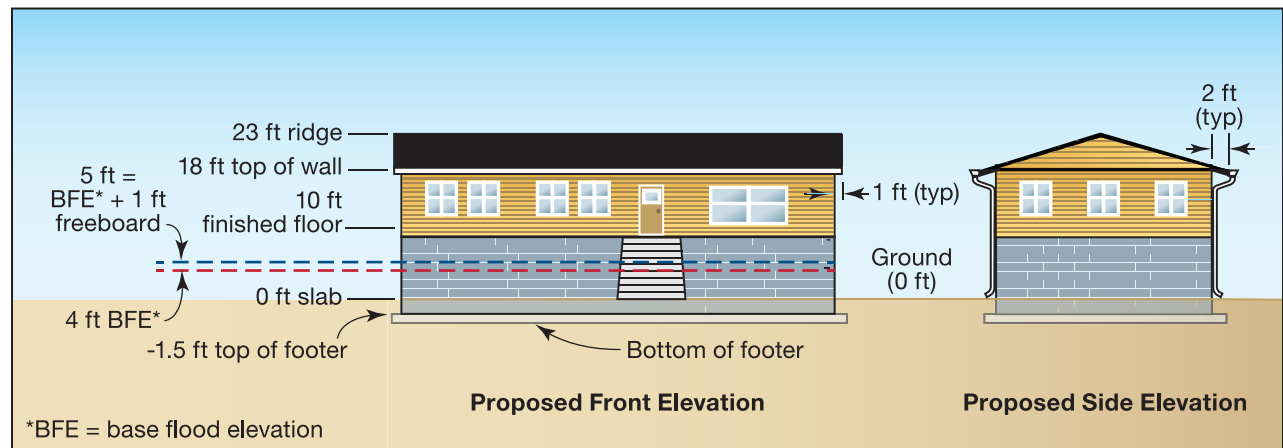 23 ft ridge
18 ft top of wall
5 ft =
BFE* + 1 ft
freeboard
10 ft
finished floor
0 ft slab
4 ft BFE*
-1.5 ft top of footer
Bottom of footer
1 ft (typ)
Ground
(0 ft)
2 ft
(typ)
Proposed Front Elevation
Proposed Side Elevation
*BFE = base flood elevation